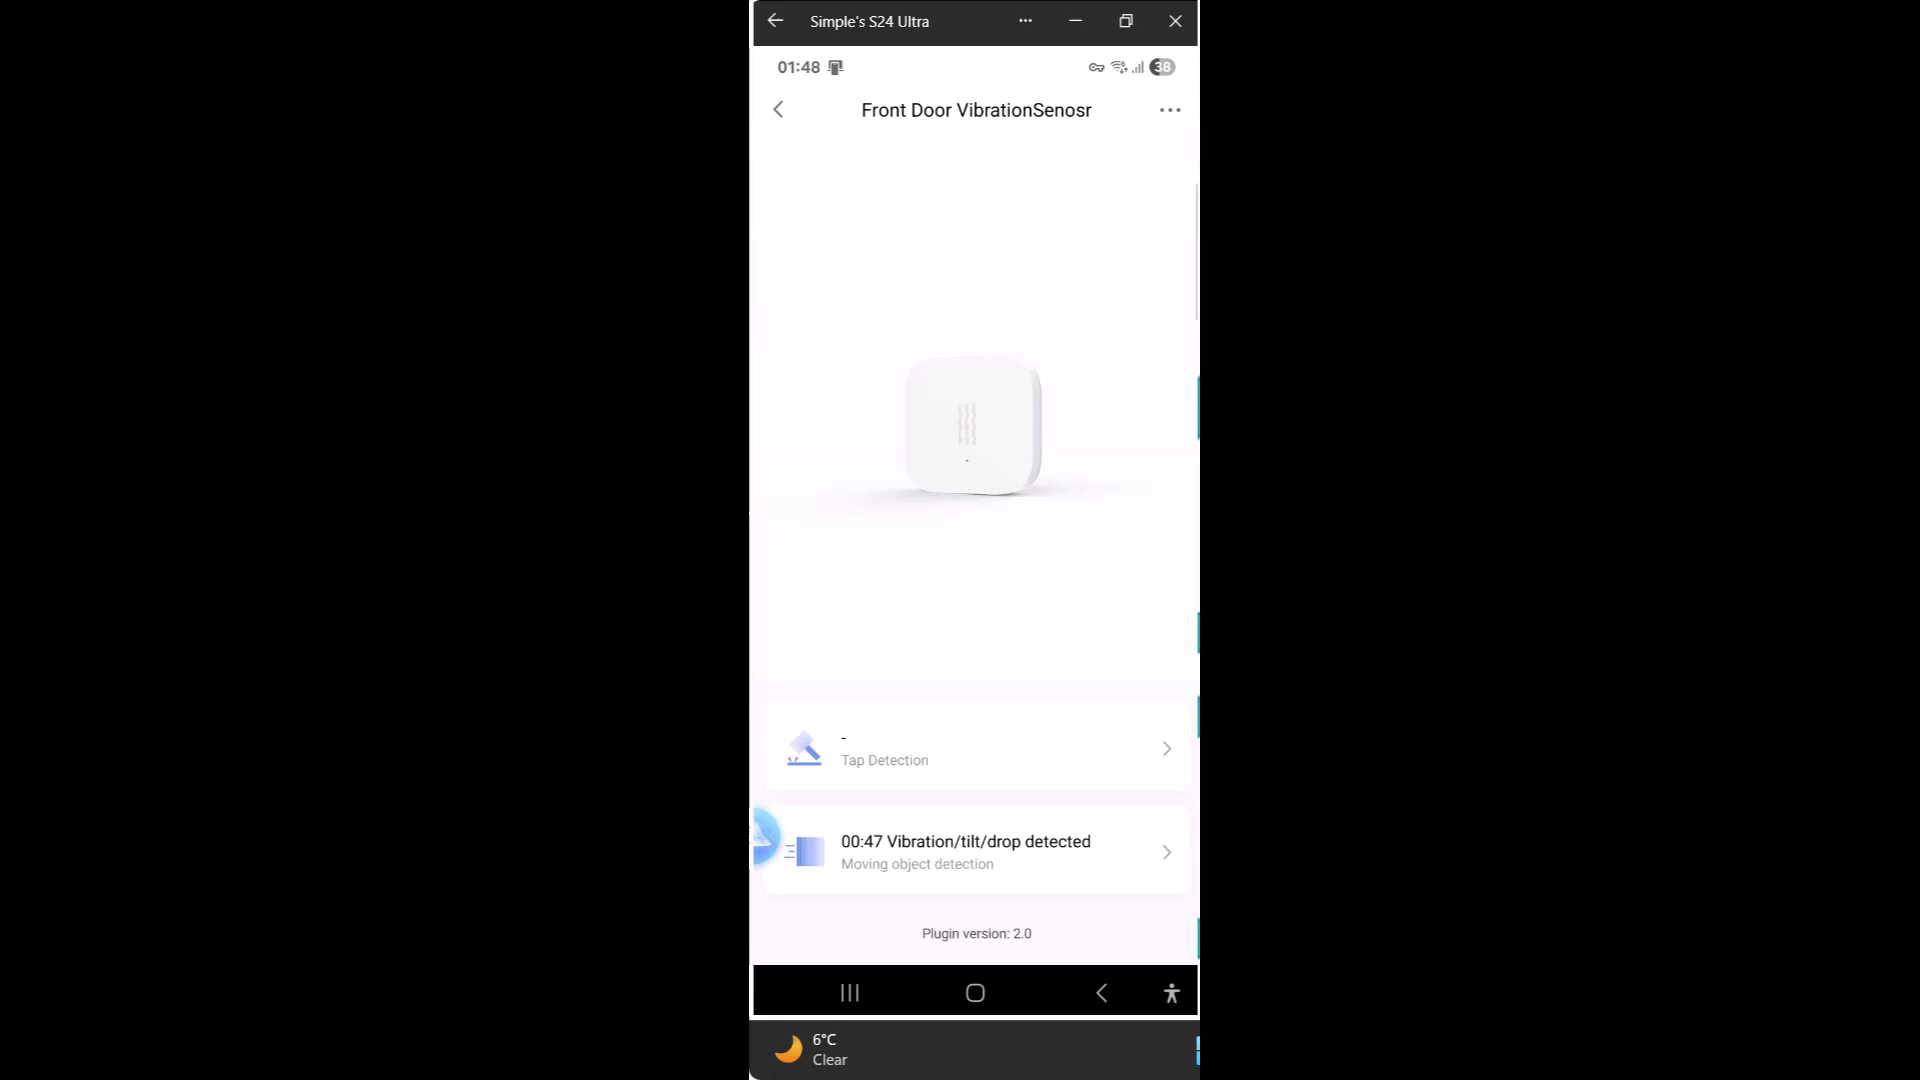 Simple's S24 Ultra
01:48
38
Front Door VibrationSenosr
-
Tap Detection
00:47 Vibration/tilt/drop detected
Moving object detection
Plugin version: 2.0
6°C
Clear